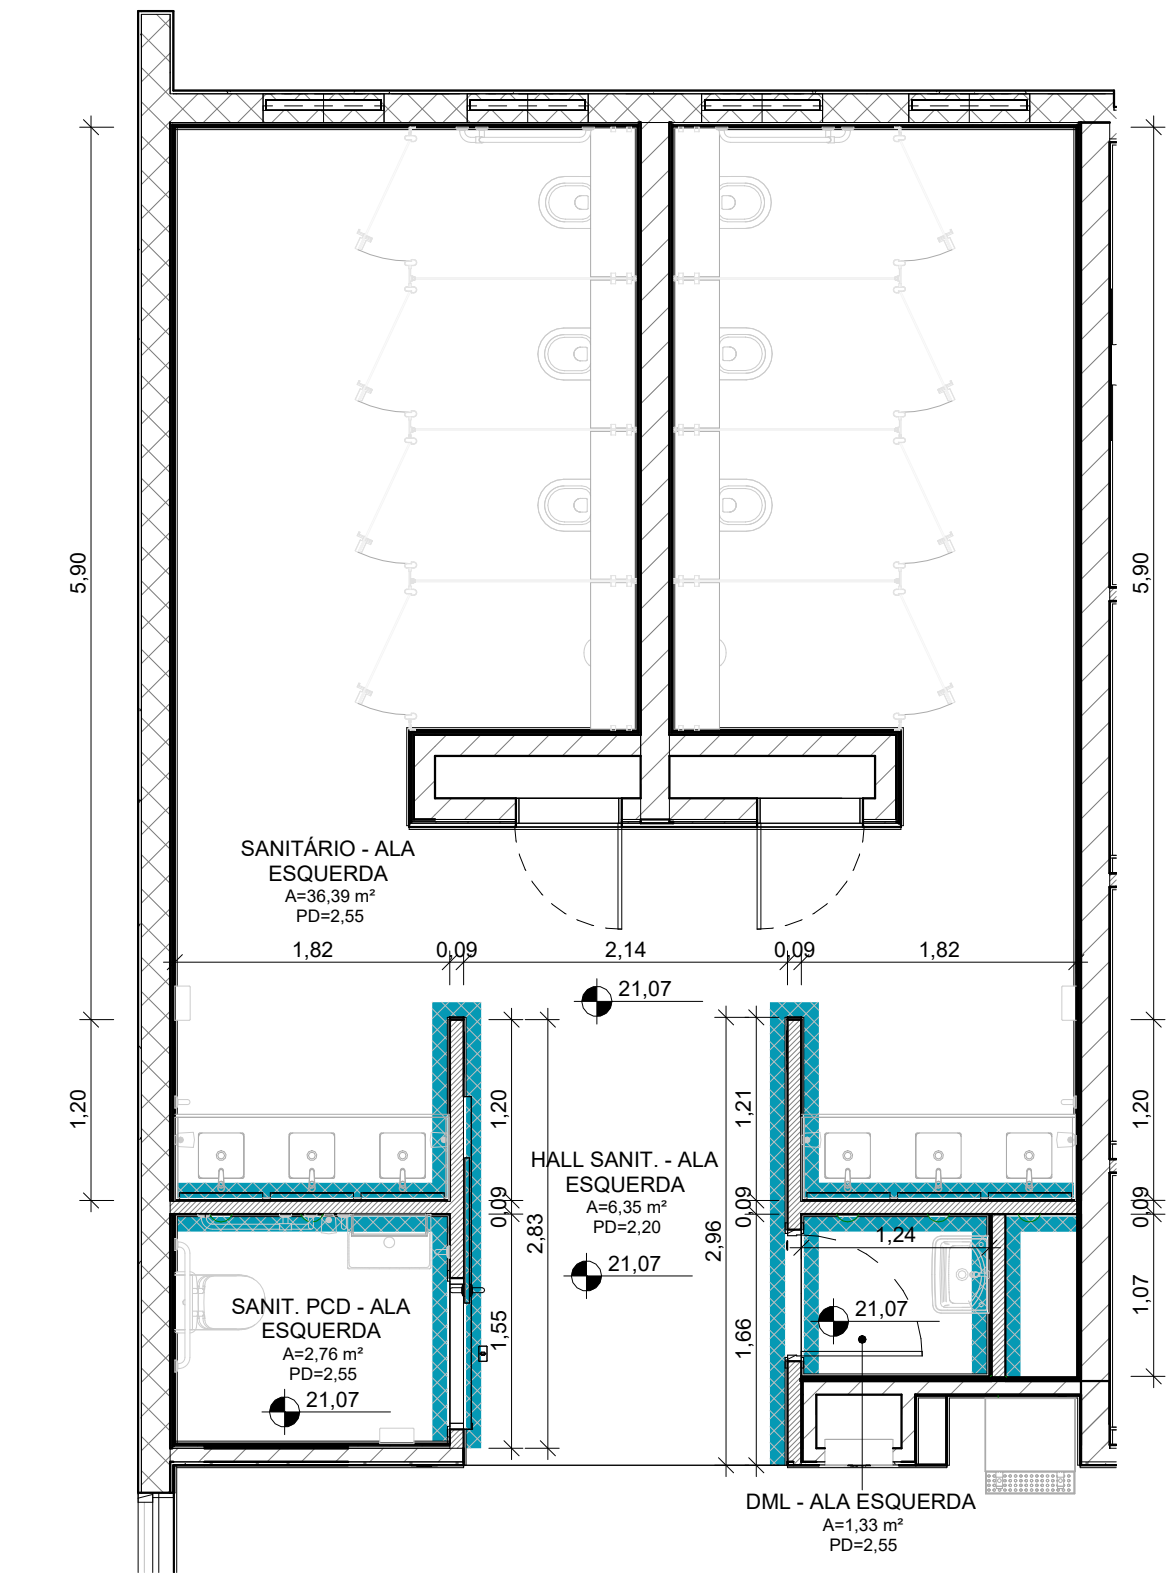 5,90
5,90
SANITÁRIO - ALA
ESQUERDA
A=36,39 m²
PD=2,55
1,82
0,09
2,14
0,09
1,82
21,07
1,20
1,20
2,83
0,09
1,55
HALL SANIT. - ALA
ESQUERDA
A=6,35 m²
PD=2,20
21,07
2,96
1,21
0,09
1,66
1,20
0,09
1,07
1,24
21,07
SANIT. PCD - ALA
ESQUERDA
A=2,76 m²
PD=2,55
21,07
DML - ALA ESQUERDA
A=1,33 m²
PD=2,55